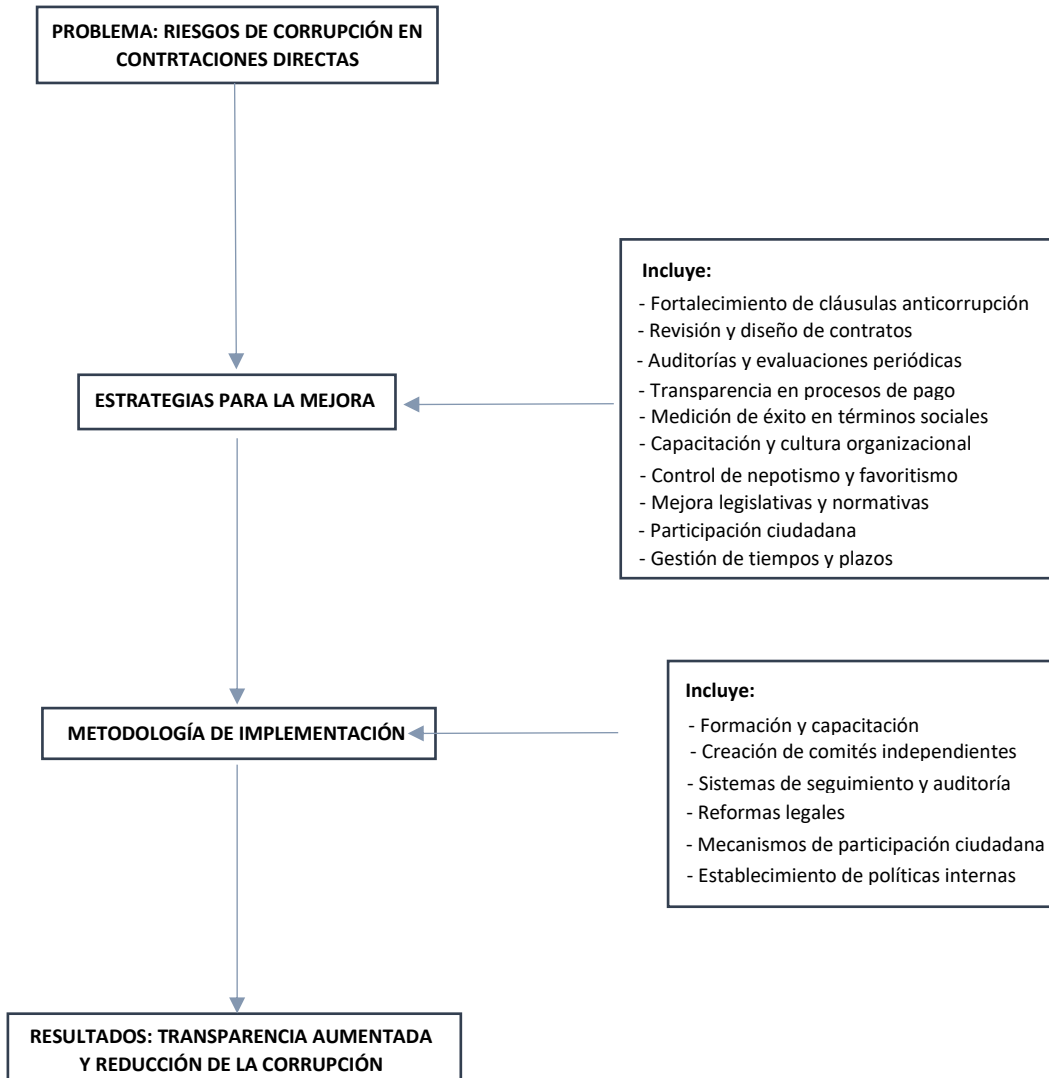 PROBLEMA: RIESGOS DE CORRUPCIÓN EN
CONTRTACIONES DIRECTAS
Incluye:
- Fortalecimiento de cláusulas anticorrupción
- Revisión y diseño de contratos
- Auditorías y evaluaciones periódicas
- Transparencia en procesos de pago
- Medición de éxito en términos sociales
- Capacitación y cultura organizacional
- Control de nepotismo y favoritismo
- Mejora legislativas y normativas
- Participación ciudadana
- Gestión de tiempos y plazos
ESTRATEGIAS PARA LA MEJORA
Incluye:
- Formación y capacitación
- Creación de comités independientes
- Sistemas de seguimiento y auditoría
- Reformas legales
- Mecanismos de participación ciudadana
- Establecimiento de políticas internas
METODOLOGÍA DE IMPLEMENTACIÓN
RESULTADOS: TRANSPARENCIA AUMENTADA
Y REDUCCIÓN DE LA CORRUPCIÓN